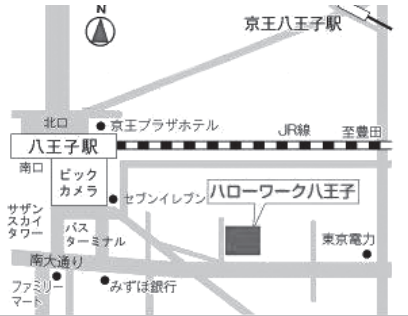 N
京王八王子駅
北口
京王プラザホテル
JR線
至豊田
八王子駅
南口
ビック
カメラ
セブンイレブン
ハローワーク八王子
サザン
スカイ
タワー
バス
ターミナル
東京電力
南大通り
ファミリー
マート
みずほ銀行